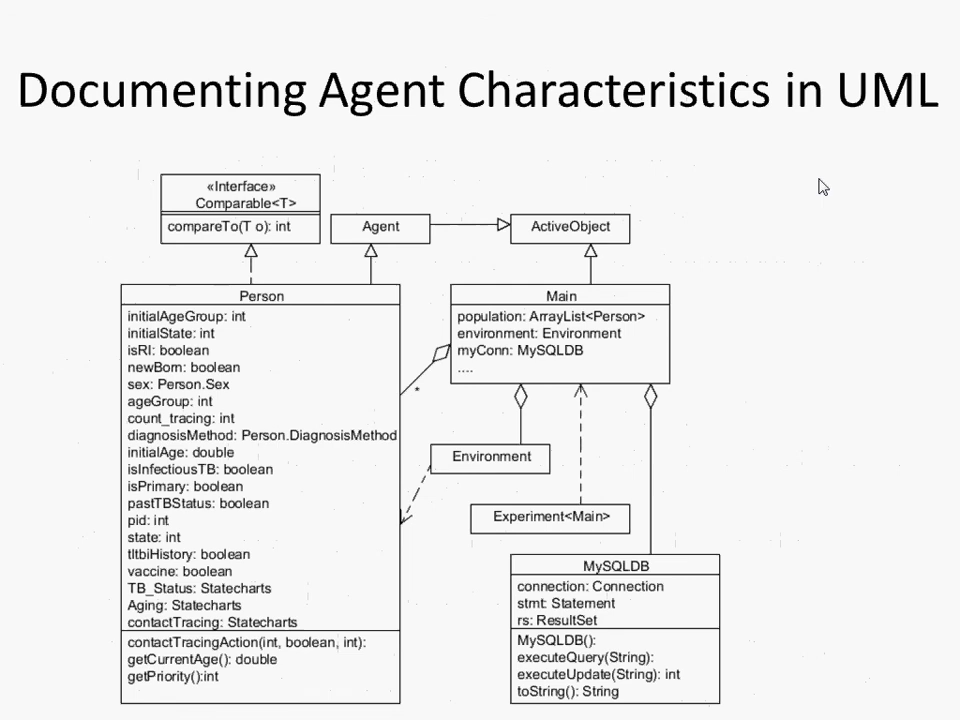 Documenting Agent Characteristics in UML
«Interface»
Comparable<T>
compareTo(T o): int
Agent
ActiveObject
Person
initialAgeGroup: int
initialState: int
isRI: boolean
newBorn: boolean
sex: Person.Sex
ageGroup: int
count_tracing: int
diagnosisMethod: Person.DiagnosisMethod
initialAge: double
isInfectiousTB: boolean
isPrimary: boolean
pastTBStatus: boolean
pid: int
state: int
tltbiHistory: boolean
vaccine: boolean
TB_Status: Statecharts
Aging: Statecharts
contactTracing: Statecharts
contactTracingAction(int, boolean, int):
getCurrentAge(): double
getPriority():int
Main
population: ArrayList<Person>
environment: Environment
myConn: MySQLDB
....
*
Environment
Experiment<Main>
MySQLDB
connection: Connection
stmt: Statement
rs: ResultSet
MySQLDB():
executeQuery(String):
executeUpdate(String): int
toString(): String